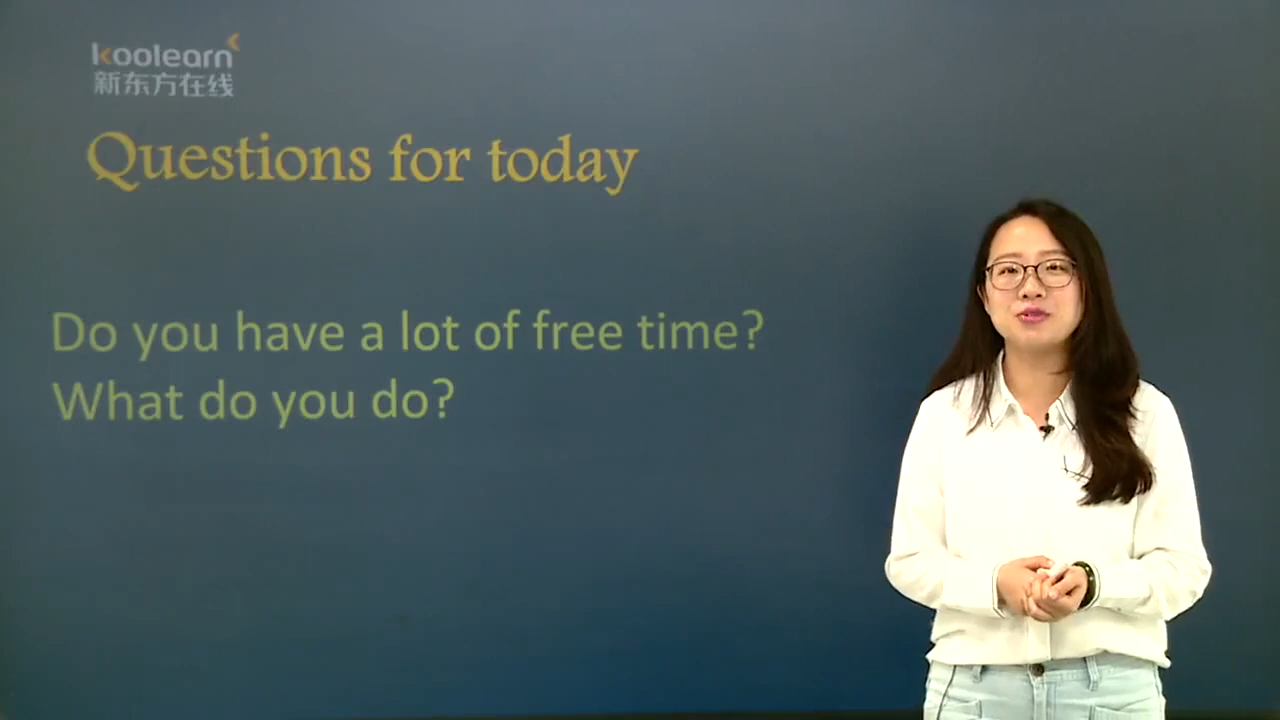 koolearn
新东方在线
Questions for today
Do you have a lot of free time?
What do you do?